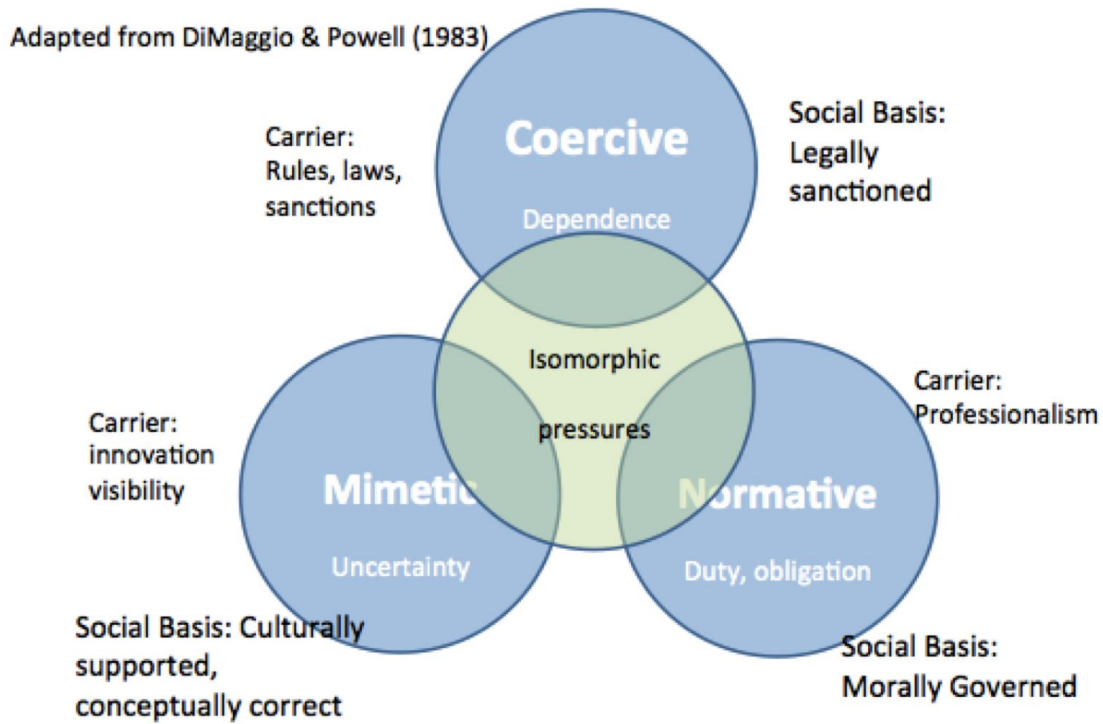 Adapted from DiMaggio & Powell (1983)
Coercive
Dependence
Carrier:
Rules, laws,
sanctions
Social Basis:
Legally
sanctioned
Isomorphic
pressures
Carrier:
innovation
visibility
Mimetic
Uncertainty
Social Basis: Culturally
supported,
conceptually correct
Carrier:
Professionalism
Normative
Duty, obligation
Social Basis:
Morally Governed